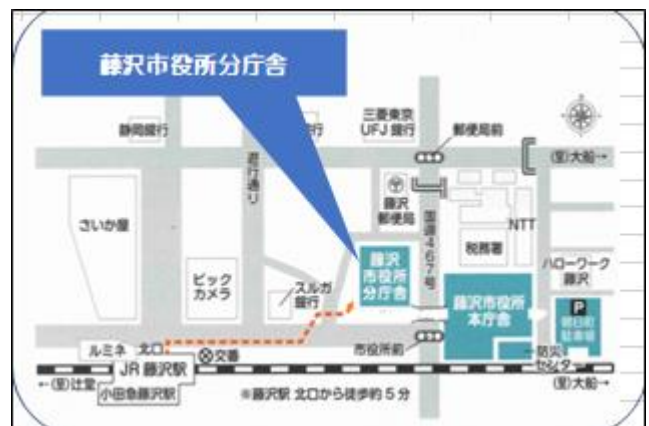 藤沢市役所分庁舎
三菱東京
UFJ 銀行
静岡銀行
行
郵便局前
遊行通り
(至)大船→
藤沢
郵便局
さいか屋
国道467号
NTT
税務署
ハローワーク
藤沢
藤沢
市役所
分庁舎
ビック
カメラ
スルガ
銀行
藤沢市役所
本庁舎
P
朝日町
駐車場
ルミネ 北口
交番
市役所前
←防災
センター
JR 藤沢駅
←(至)辻堂
(至)大船→
小田急藤沢駅
※藤沢駅 北口から徒歩約5分